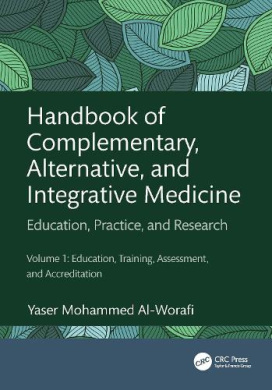 Handbook of
Complementary,
Alternative, and
Integrative Medicine
Education, Practice, and Research
Volume 1: Education, Training, Assessment,
and Accreditation
Yaser Mohammed Al-Worafi
CRC
CRC Press
Taylor & Francis Group